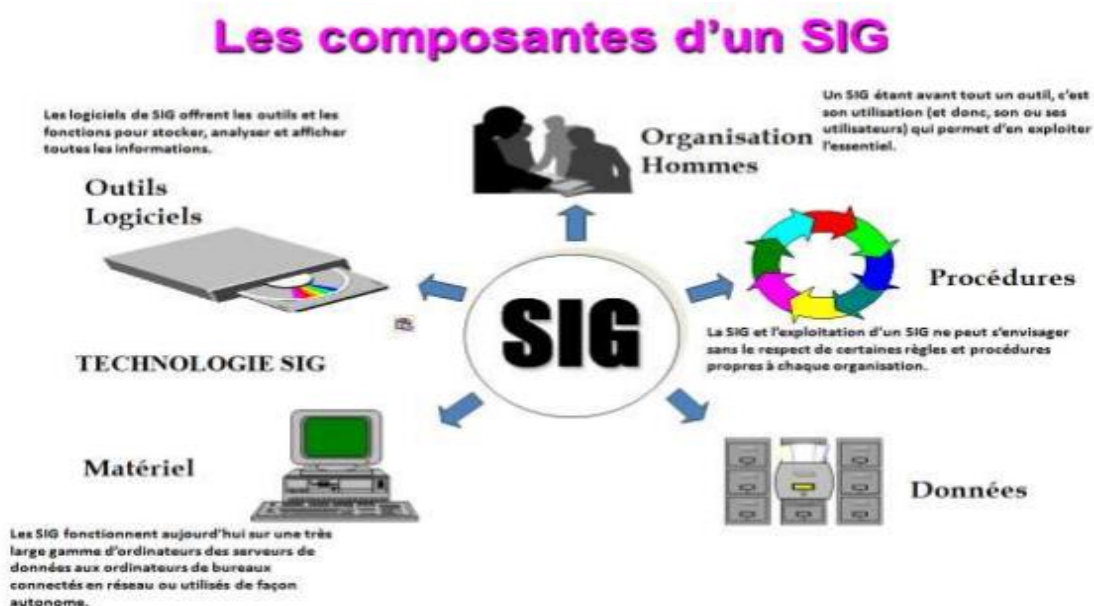 Les composantes d'un SIG
Les logiciels de SIG offrent les outils et les
fonctions pour stocker, analyser et afficher
toutes les informations.
Outils
Logiciels
Organisation
Hommes
Un SIG étant avant tout un outil, c'est
son utilisation (et donc, son ou ses
utilisateurs) qui permet d'en exploiter
l'essentiel.
SIG
Procédures
La SIG et l'exploitation d'un SIG ne peut s'envisager
sans le respect de certaines règles et procédures
propres à chaque organisation.
TECHNOLOGIE SIG
Matériel
Les SIG fonctionnent aujourd'hui sur une très
large gamme d'ordinateurs des serveurs de
données aux ordinateurs de bureaux
connectés en réseau ou utilisés de façon
autonome.
Données